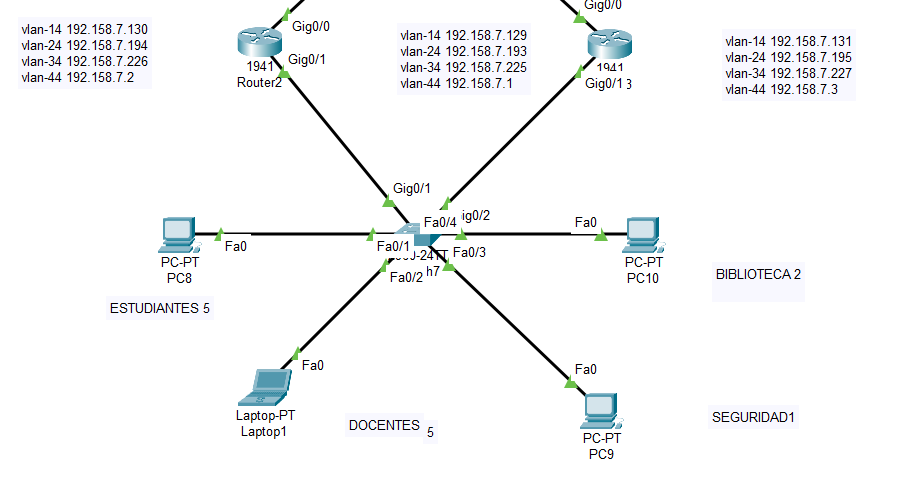 Gig0/0
Gig0/0
vlan-14 192.158.7.130
vlan-24 192.158.7.194
vlan-34 192.158.7.226
vlan-44 192.158.7.2
vlan-14 192.158.7.129
vlan-24 192.158.7.193
vlan-34 192.158.7.225
vlan-44 192.158.7.1
vlan-14 192.158.7.131
vlan-24 192.158.7.195
vlan-34 192.158.7.227
vlan-44 192.158.7.3
1941
Router2
Gig0/1
1941
3
Gig0/1
Gig0/1
ig0/2
Fa0/4
Fa0
Fa0/1
Fa0/3
Fa0/2
h7
Fa0
PC-PT
PC8
PC-PT
PC10
BIBLIOTECA 2
ESTUDIANTES 5
Fa0
Fa0
Laptop-PT
Laptop1
DOCENTES 5
PC-PT
PC9
SEGURIDAD1